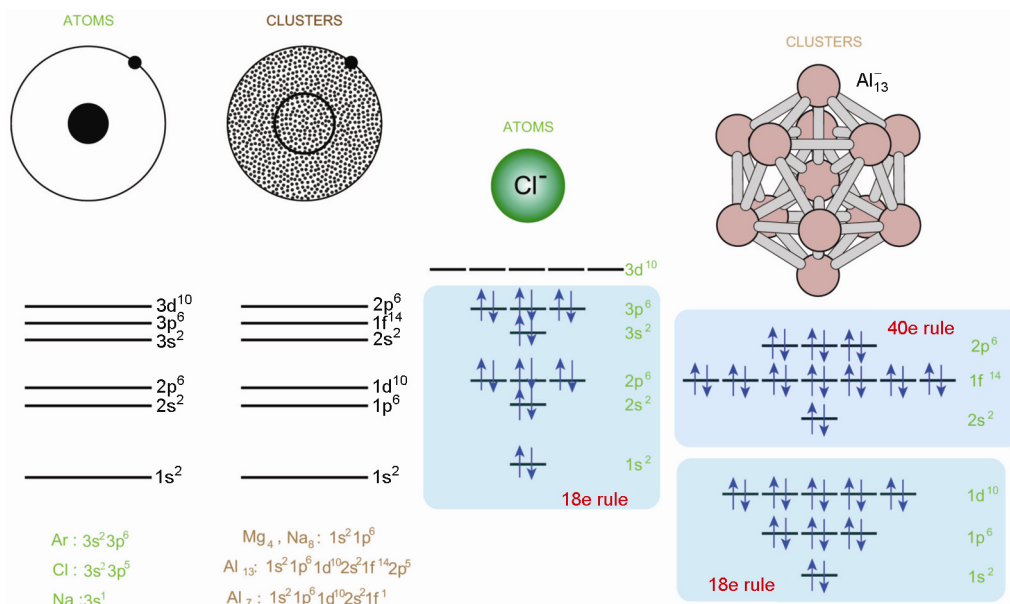 ATOMS
CLUSTERS
3d¹⁰
3p⁶
3s²
2p⁶
2s²
1s²
2p⁶
1f¹⁴
2s²
1d¹⁰
1p⁶
1s²
Ar : 3s²3p⁶
Cl : 3s²3p⁵
Na : 3s¹
Mg₄ , Na₈ : 1s²1p⁶
Al₁₃: 1s²1p⁶1d¹⁰2s²1f¹⁴2p⁵
Al₇ : 1s²1p⁶1d¹⁰2s²1f¹
ATOMS
Cl⁻
3d¹⁰
3p⁶
3s²
2p⁶
2s²
1s²
18e rule
CLUSTERS
Al₁₃⁻
40e rule
2p⁶
1f¹⁴
2s²
1d¹⁰
1p⁶
1s²
18e rule